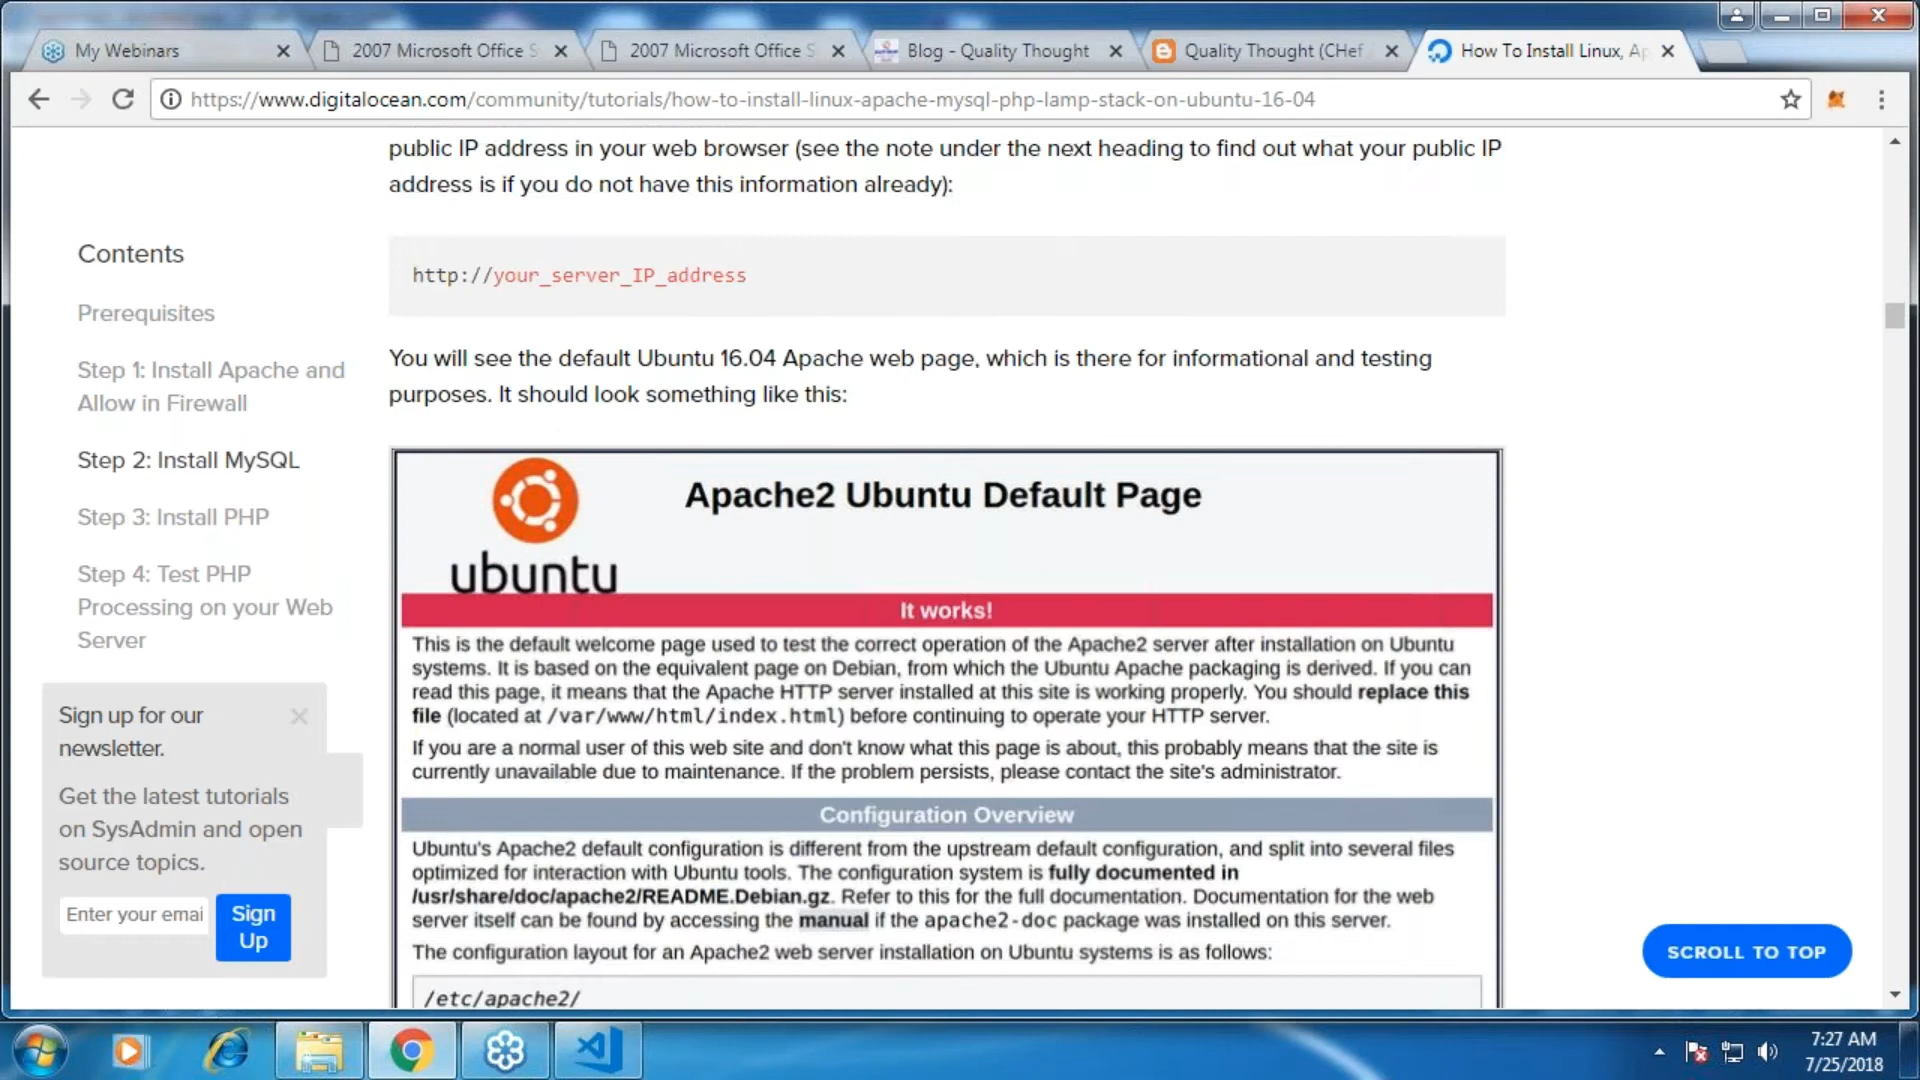 My Webinars
2007 Microsoft Office S
2007 Microsoft Office S
Blog - Quality Thought
Quality Thought (CHef
How To Install Linux, Ap
https://www.digitalocean.com/community/tutorials/how-to-install-linux-apache-mysql-php-lamp-stack-on-ubuntu-16-04
public IP address in your web browser (see the note under the next heading to find out what your public IP
address is if you do not have this information already):
Contents
Prerequisites
Step 1: Install Apache and
Allow in Firewall
Step 2: Install MySQL
Step 3: Install PHP
Step 4: Test PHP
Processing on your Web
Server
Sign up for our
newsletter.
Get the latest tutorials
on SysAdmin and open
source topics.
Enter your emai
Sign
Up
http://your_server_IP_address
You will see the default Ubuntu 16.04 Apache web page, which is there for informational and testing
purposes. It should look something like this:
Apache2 Ubuntu Default Page
ubuntu
It works!
This is the default welcome page used to test the correct operation of the Apache2 server after installation on Ubuntu
systems. It is based on the equivalent page on Debian, from which the Ubuntu Apache packaging is derived. If you can
read this page, it means that the Apache HTTP server installed at this site is working properly. You should replace this
file (located at /var/www/html/index.html) before continuing to operate your HTTP server.
If you are a normal user of this web site and don't know what this page is about, this probably means that the site is
currently unavailable due to maintenance. If the problem persists, please contact the site's administrator.
Configuration Overview
Ubuntu's Apache2 default configuration is different from the upstream default configuration, and split into several files
optimized for interaction with Ubuntu tools. The configuration system is fully documented in
/usr/share/doc/apache2/README.Debian.gz. Refer to this for the full documentation. Documentation for the web
server itself can be found by accessing the manual if the apache2-doc package was installed on this server.
The configuration layout for an Apache2 web server installation on Ubuntu systems is as follows:
/etc/apache2/
SCROLL TO TOP
7:27 AM
7/25/2018